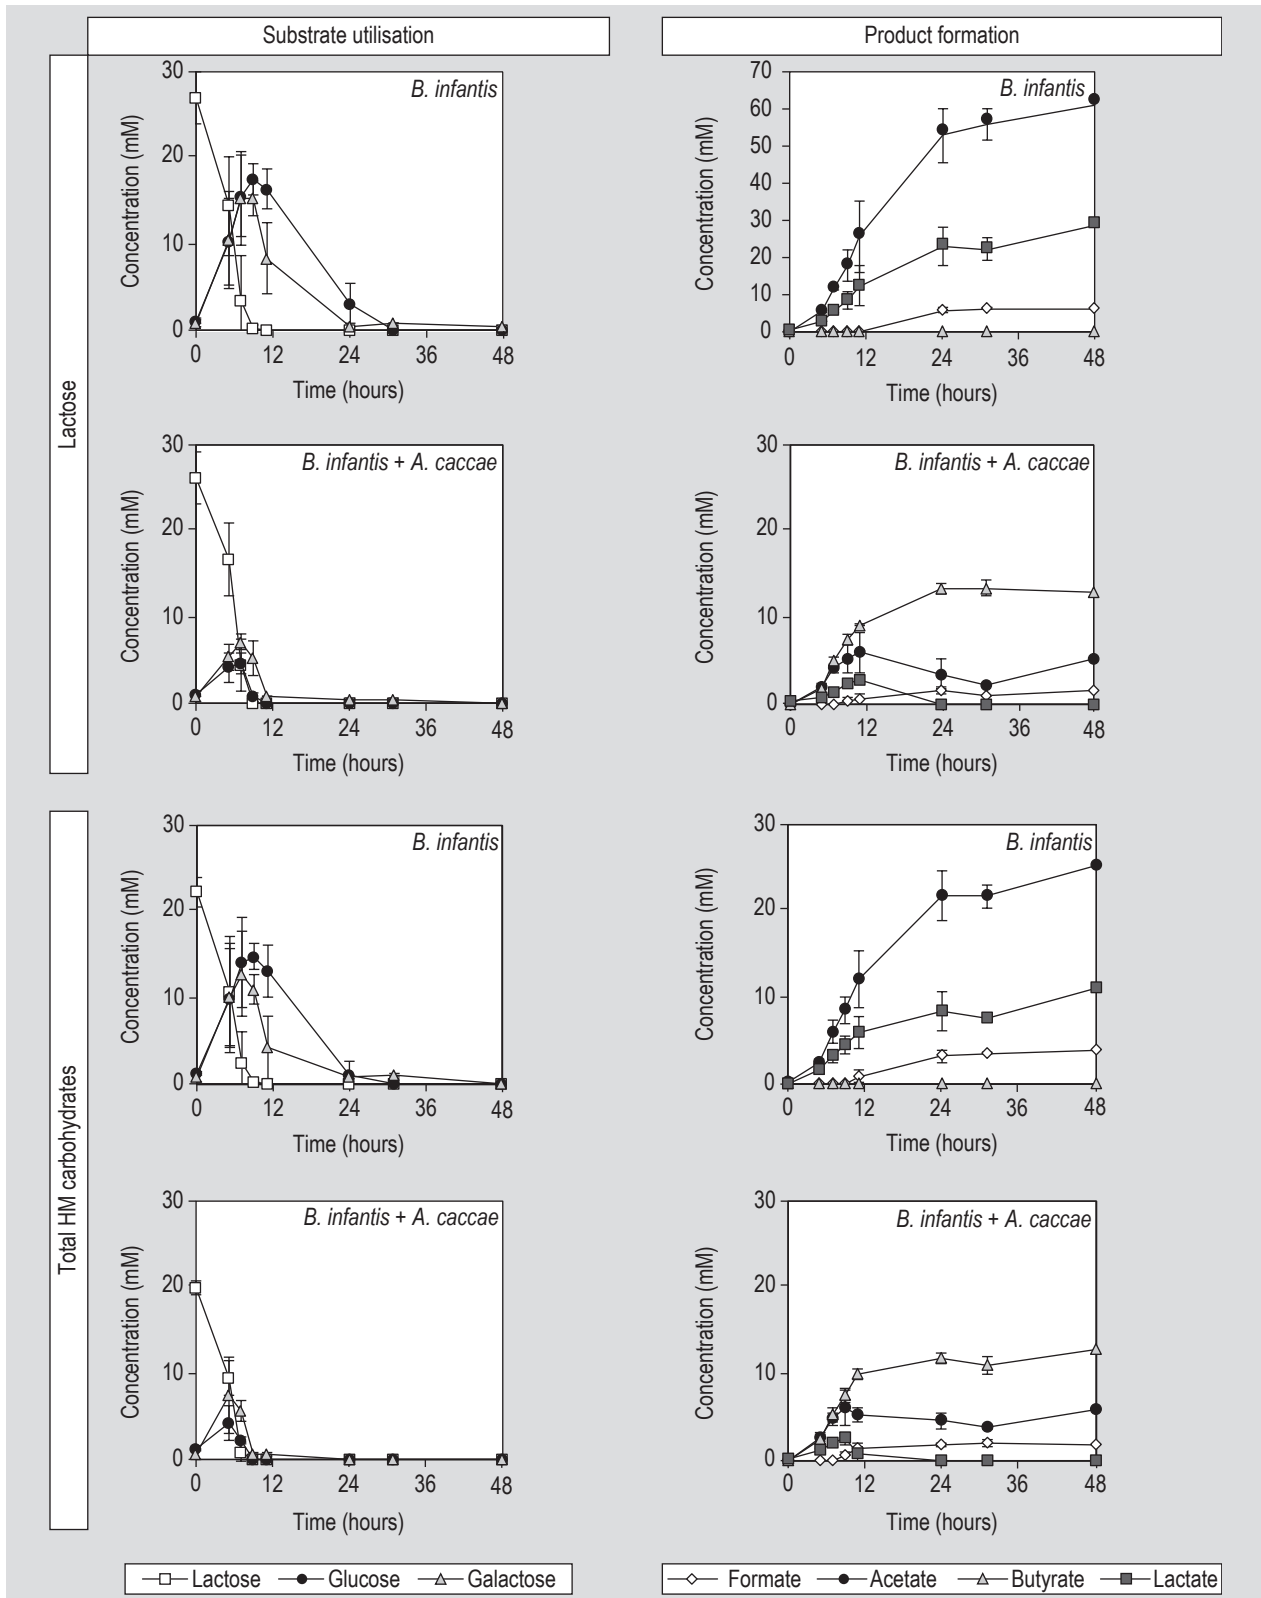 Substrate utilisation
Product formation
Lactose
B. infantis
Concentration (mM)
30
20
10
0
0 12 24 36 48
Time (hours)
B. infantis
Concentration (mM)
70
60
50
40
30
20
10
0
0 12 24 36 48
Time (hours)
B. infantis + A. caccae
Concentration (mM)
30
20
10
0
0 12 24 36 48
Time (hours)
B. infantis + A. caccae
Concentration (mM)
30
20
10
0
0 12 24 36 48
Time (hours)
Total HM carbohydrates
B. infantis
Concentration (mM)
30
20
10
0
0 12 24 36 48
Time (hours)
B. infantis
Concentration (mM)
30
20
10
0
0 12 24 36 48
Time (hours)
B. infantis + A. caccae
Concentration (mM)
30
20
10
0
0 12 24 36 48
Time (hours)
B. infantis + A. caccae
Concentration (mM)
30
20
10
0
0 12 24 36 48
Time (hours)
Lactose Glucose Galactose
Formate Acetate Butyrate Lactate